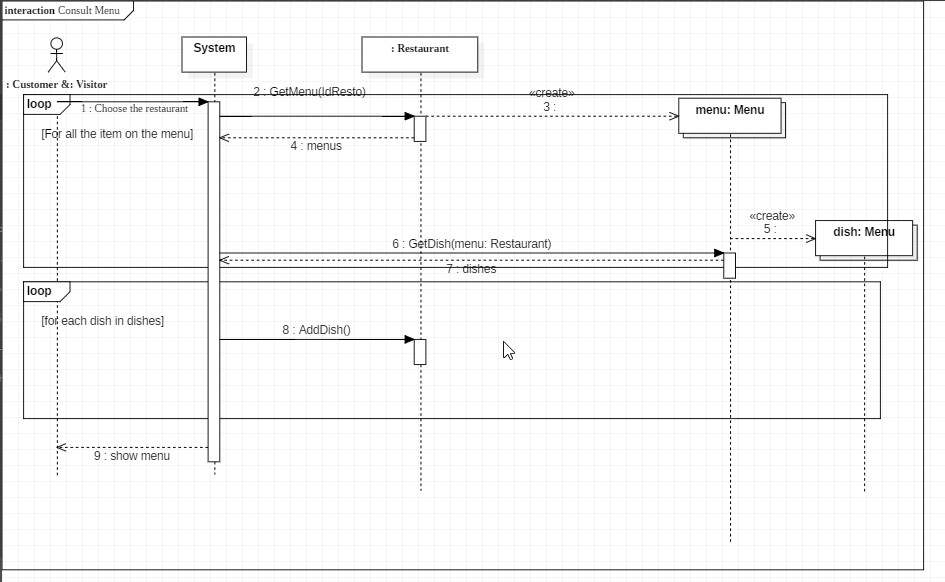 interaction Consult Menu
System
: Restaurant
: Customer &: Visitor
2 : GetMenu(IdResto)
«create»
3 :
loop
1 : Choose the restaurant
menu: Menu
[For all the item on the menu]
4 : menus
«create»
5 :
dish: Menu
6 : GetDish(menu: Restaurant)
7 : dishes
loop
[for each dish in dishes]
8 : AddDish()
9 : show menu